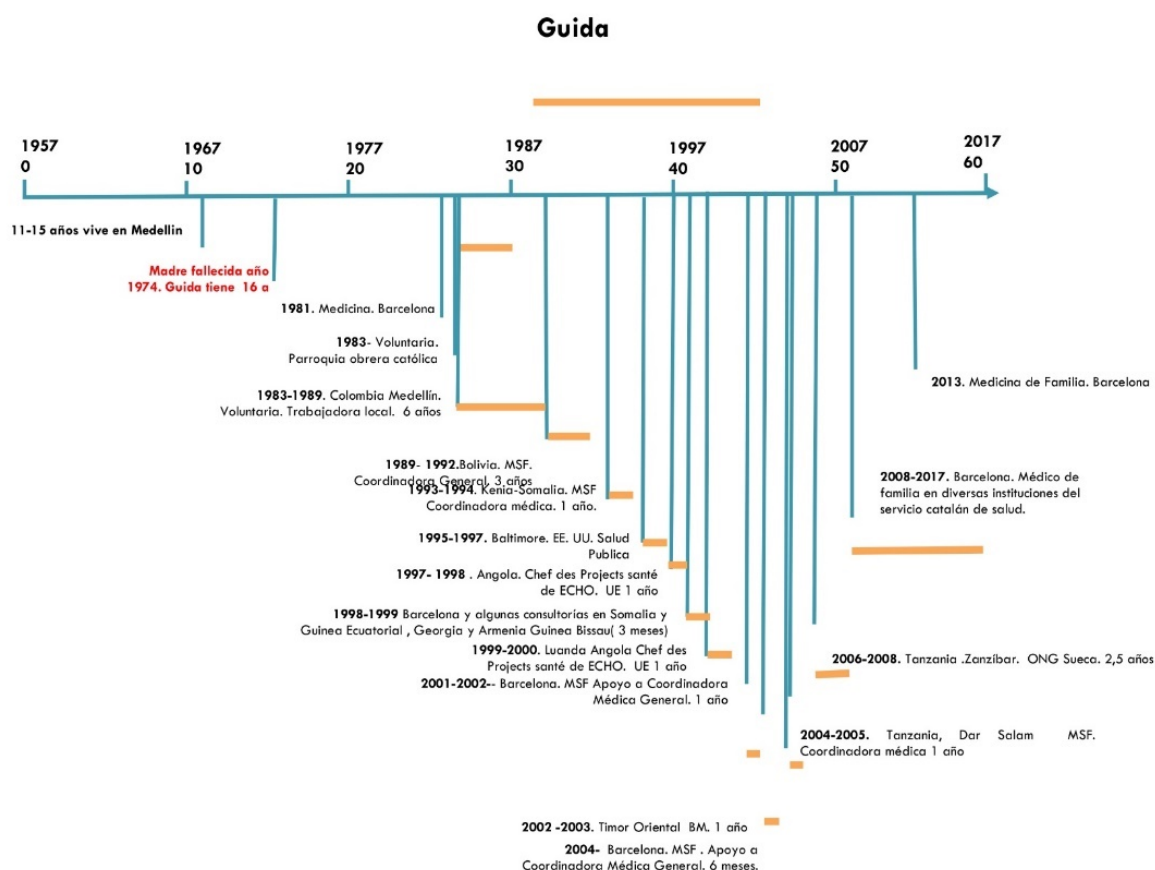 Guida
1957 1967 1977 1987 1997 2007 2017
0 10 20 30 40 50 60
11-15 años vive en Medellin
Madre fallecida año
1974. Guida tiene 16 a
1981. Medicina. Barcelona
1983- Voluntaria.
Parroquia obrera católica
1983-1989. Colombia Medellín.
Voluntaria. Trabajadora local. 6 años
1989- 1992.Bolivia. MSF.
Coordinadora General. 3 años
1993-1994. Kenia-Somalia. MSF
Coordinadora médica. 1 año.
1995-1997. Baltimore. EE. UU. Salud
Publica
1997- 1998 . Angola. Chef des Projects santé
de ECHO. UE 1 año
1998-1999 Barcelona y algunas consultorías en Somalia y
Guinea Ecuatorial , Georgia y Armenia Guinea Bissau( 3 meses)
1999-2000. Luanda Angola Chef des
Projects santé de ECHO. UE 1 año
2001-2002-- Barcelona. MSF Apoyo a Coordinadora
Médica General. 1 año
2002 -2003. Timor Oriental BM. 1 año
2004- Barcelona. MSF . Apoyo a
Coordinadora Médica General. 6 meses.
2004-2005. Tanzania, Dar Salam MSF.
Coordinadora médica 1 año
2006-2008. Tanzania .Zanzíbar. ONG Sueca. 2,5 años
2008-2017. Barcelona. Médico de
familia en diversas instituciones del
servicio catalán de salud.
2013. Medicina de Familia. Barcelona